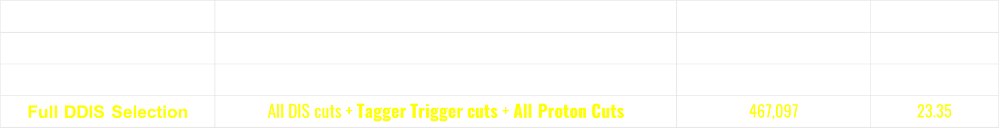 Full DDIS Selection All DIS cuts + Tagger Trigger cuts + All Proton Cuts 467,097 23.35